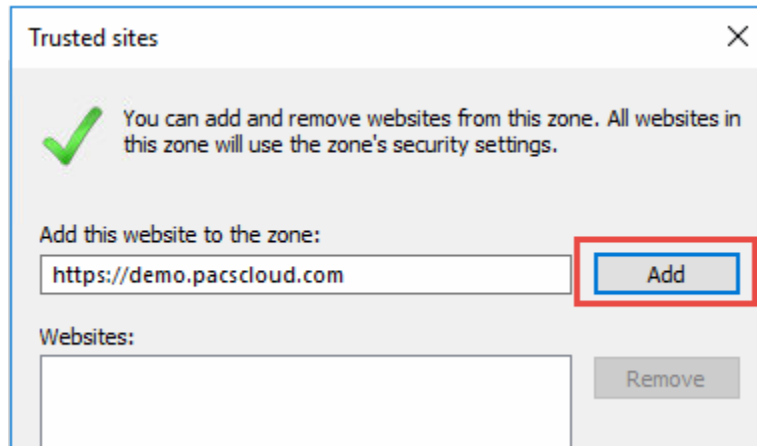 Trusted sites
You can add and remove websites from this zone. All websites in
this zone will use the zone's security settings.
Add this website to the zone:
https://demo.pacscloud.com
Add
Websites:
Remove